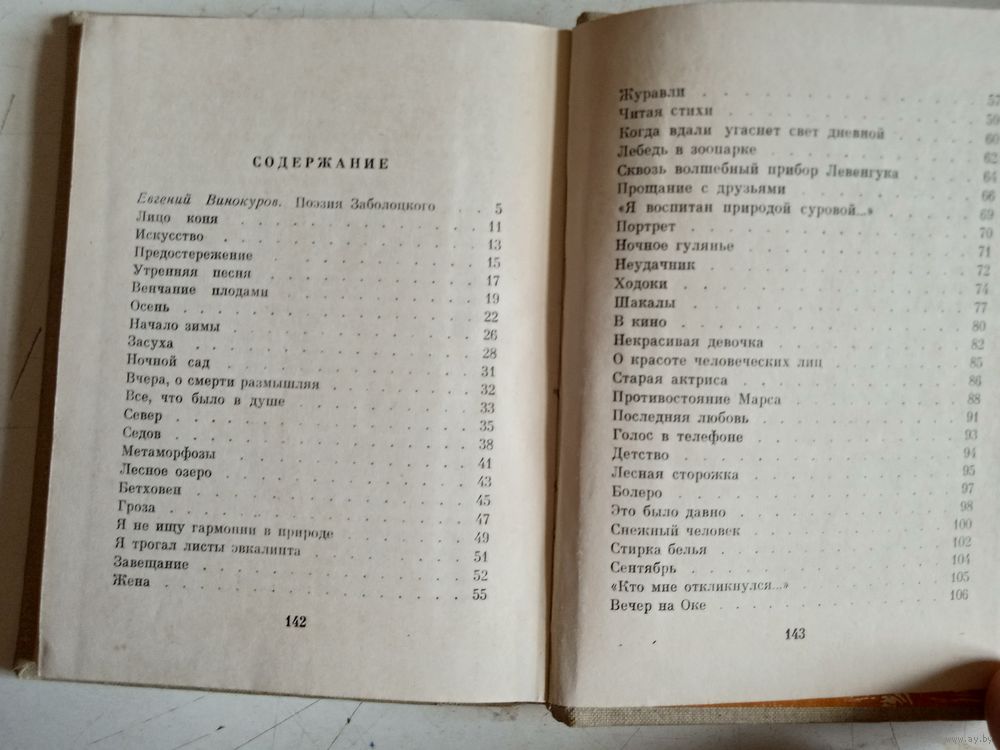 СОДЕРЖАНИЕ
Евгений Винокуров. Поэзия Заболоцкого . . 5
Лицо коня . . . . . . . . 11
Искусство . . . . . . . . 13
Предостережение . . . . . . . 15
Утренняя песня . . . . . . . 17
Венчание плодами . . . . . . . 19
Осень . . . . . . . . . 22
Начало зимы . . . . . . . . 26
Засуха . . . . . . . . . 28
Ночной сад . . . . . . . . 31
Вчера, о смерти размышляя . . . . . 32
Все, что было в душе . . . . . . 33
Север . . . . . . . . . 35
Седов . . . . . . . . . 38
Метаморфозы . . . . . . . . 41
Лесное озеро . . . . . . . . 43
Бетховен . . . . . . . . 45
Гроза . . . . . . . . . 47
Я не ищу гармонии в природе . . . . 49
Я трогал листы эвкалипта . . . . . 51
Завещание . . . . . . . . 52
Жена . . . . . . . . . 55
142
Журавли . . . . . . . .
Читая стихи . . . . . . . 59
Когда вдали угаснет свет дневной . . . 60
Лебедь в зоопарке . . . . . . 62
Сквозь волшебный прибор Левенгука . . . 64
Прощание с друзьями . . . . . 66
«Я воспитан природой суровой...» . . . 69
Портрет . . . . . . . . 70
Ночное гулянье . . . . . . . 71
Неудачник . . . . . . . . 72
Ходоки . . . . . . . . 74
Шакалы . . . . . . . . 77
В кино . . . . . . . . 80
Некрасивая девочка . . . . . . 82
О красоте человеческих лиц . . . . 85
Старая актриса . . . . . . . 86
Противостояние Марса . . . . . 88
Последняя любовь . . . . . . 91
Голос в телефоне . . . . . . 93
Детство . . . . . . . . 94
Лесная сторожка . . . . . . 95
Болеро . . . . . . . . 97
Это было давно . . . . . . . 98
Снежный человек . . . . . . 100
Стирка белья . . . . . . . 102
Сентябрь . . . . . . . . 104
«Кто мне откликнулся...» . . . . . 105
Вечер на Оке . . . . . . . 106
143
www.ay.by